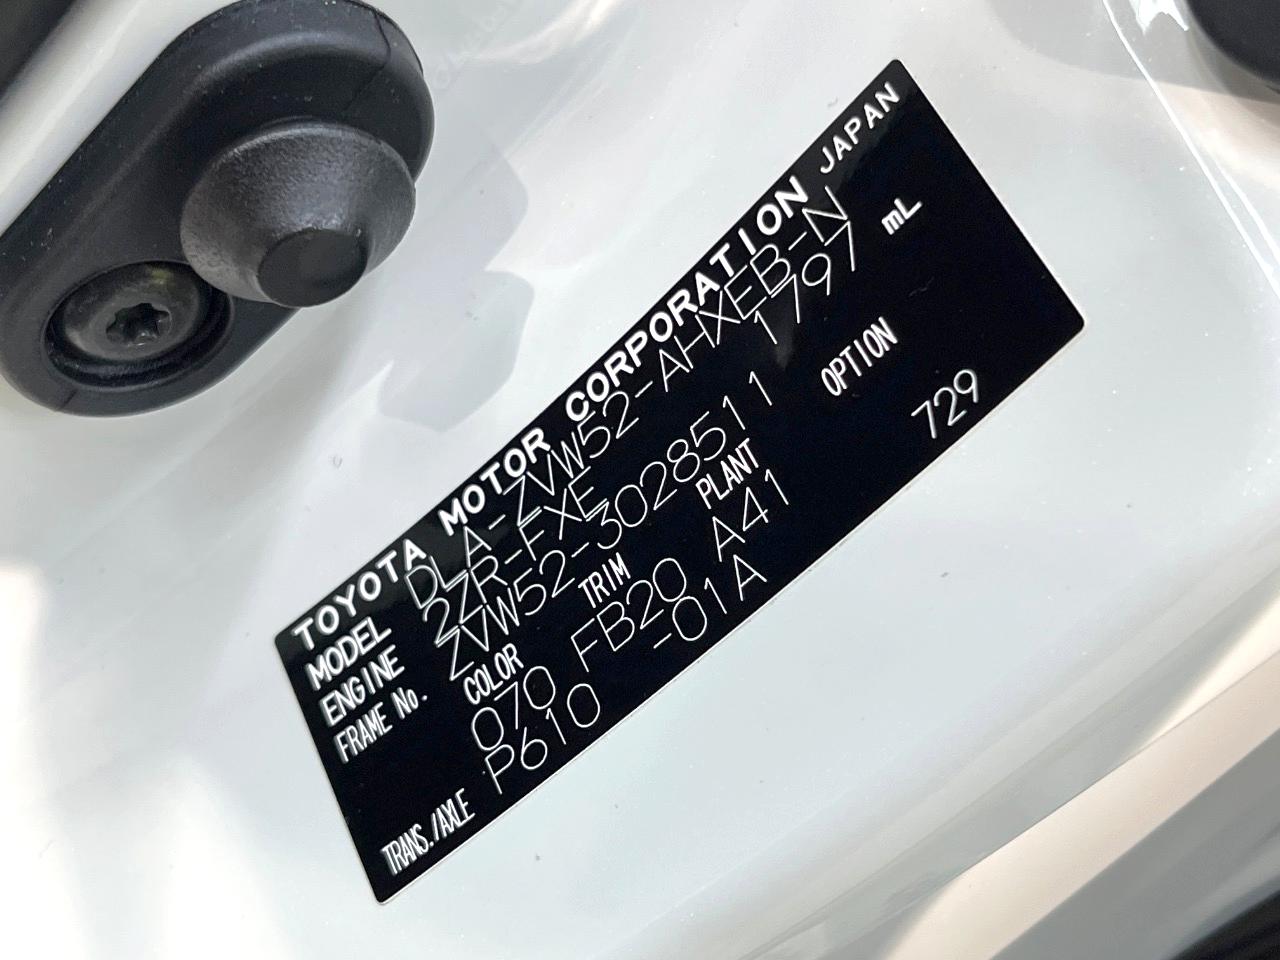 TOYOTA MOTOR CORPORATION JAPAN
MODEL DLA-ZVW52-AHXEB-N
ENGINE 2ZR-FXE 1797 mL
FRAME No. ZVW52-3028511
COLOR TRIM PLANT OPTION
070 FB20 A41 729
TRANS./AXLE P610 -01A